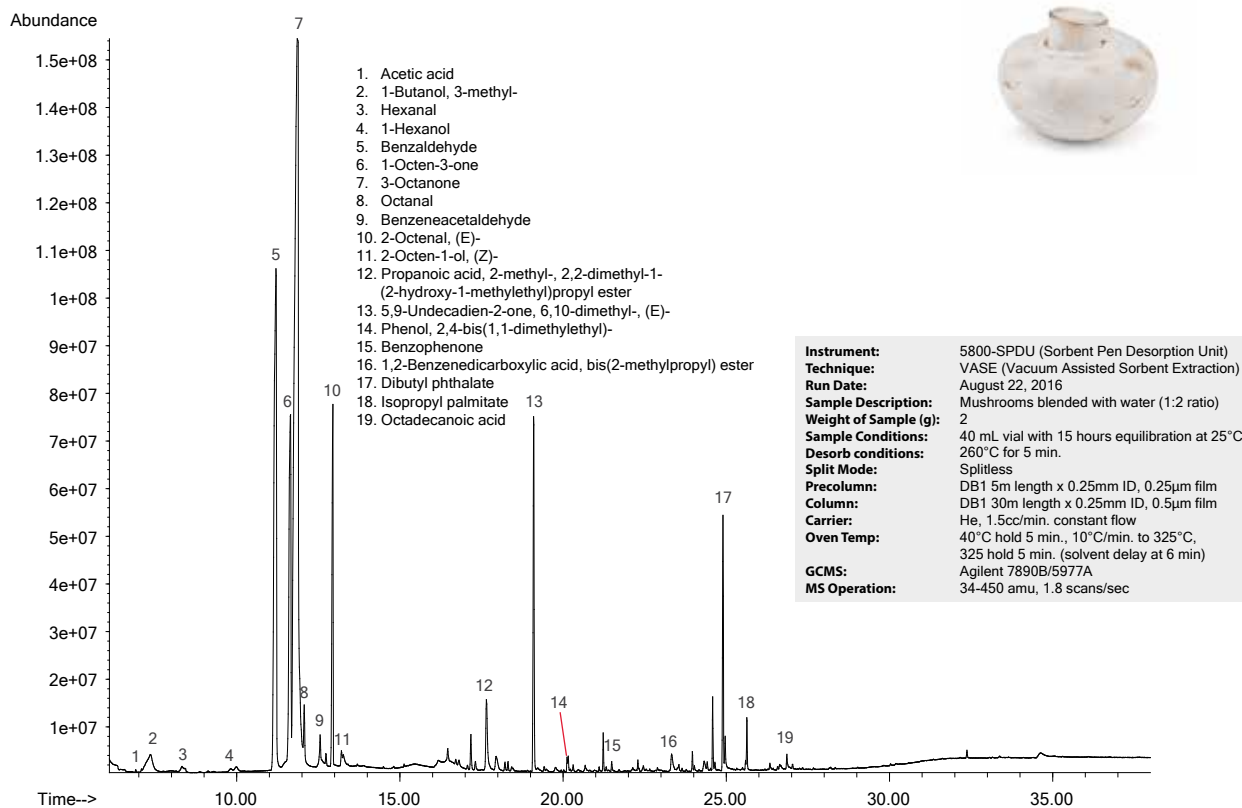 Abundance
1.5e+08
1.4e+08
1.3e+08
1.2e+08
1.1e+08
1e+08
9e+07
8e+07
7e+07
6e+07
5e+07
4e+07
3e+07
2e+07
1e+07
Time-->
10.00 15.00 20.00 25.00 30.00 35.00
1
2
3
4
5
6
7
8
9
10
11
12
13
14
15
16
17
18
19
1. Acetic acid
2. 1-Butanol, 3-methyl-
3. Hexanal
4. 1-Hexanol
5. Benzaldehyde
6. 1-Octen-3-one
7. 3-Octanone
8. Octanal
9. Benzeneacetaldehyde
10. 2-Octenal, (E)-
11. 2-Octen-1-ol, (Z)-
12. Propanoic acid, 2-methyl-, 2,2-dimethyl-1-
(2-hydroxy-1-methylethyl)propyl ester
13. 5,9-Undecadien-2-one, 6,10-dimethyl-, (E)-
14. Phenol, 2,4-bis(1,1-dimethylethyl)-
15. Benzophenone
16. 1,2-Benzenedicarboxylic acid, bis(2-methylpropyl) ester
17. Dibutyl phthalate
18. Isopropyl palmitate
19. Octadecanoic acid
Instrument: 5800-SPDU (Sorbent Pen Desorption Unit)
Technique: VASE (Vacuum Assisted Sorbent Extraction)
Run Date: August 22, 2016
Sample Description: Mushrooms blended with water (1:2 ratio)
Weight of Sample (g): 2
Sample Conditions: 40 mL vial with 15 hours equilibration at 25°C
Desorb conditions: 260°C for 5 min.
Split Mode: Splitless
Precolumn: DB1 5m length x 0.25mm ID, 0.25µm film
Column: DB1 30m length x 0.25mm ID, 0.5µm film
Carrier: He, 1.5cc/min. constant flow
Oven Temp: 40°C hold 5 min., 10°C/min. to 325°C,
325 hold 5 min. (solvent delay at 6 min)
GCMS: Agilent 7890B/5977A
MS Operation: 34-450 amu, 1.8 scans/sec